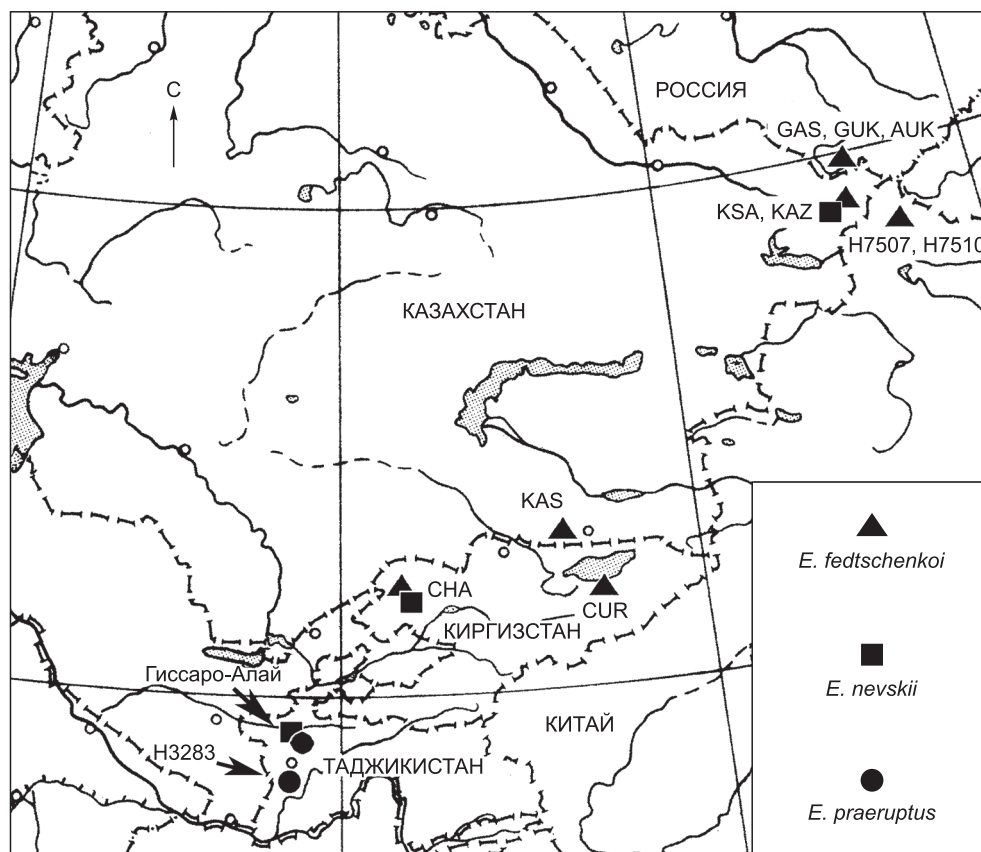 С
РОССИЯ
GAS, GUK, AUK
KSA, KAZ
H7507, H7510
КАЗАХСТАН
KAS
CHA
CUR
КИРГИЗСТАН
Гиссаро-Алай
КИТАЙ
H3283
ТАДЖИКИСТАН
E. fedtschenkoi
E. nevskii
E. praeruptus